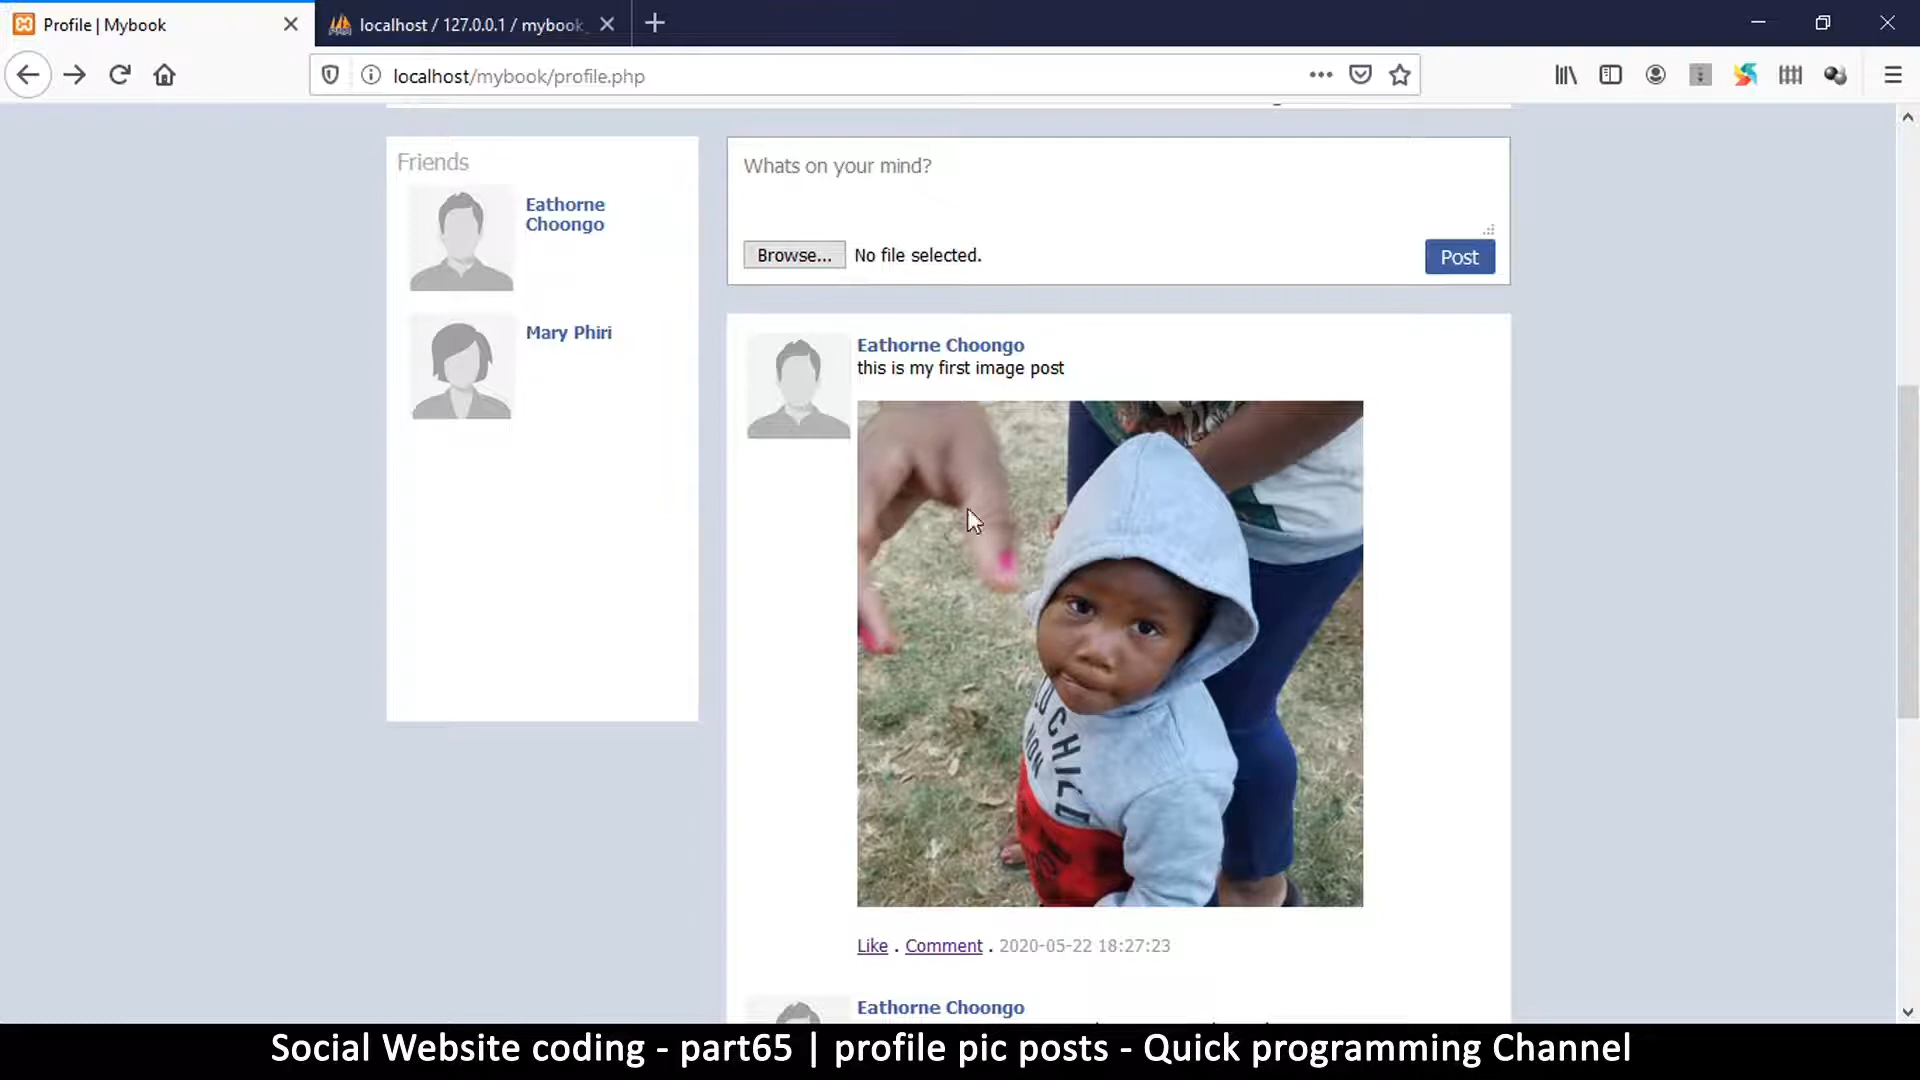 Profile | Mybook
localhost / 127.0.0.1 / mybook_
localhost/mybook/profile.php
Friends
Eathorne
Choongo
Mary Phiri
Whats on your mind?
Browse... No file selected.
Post
Eathorne Choongo
this is my first image post
CHILD
Like . Comment . 2020-05-22 18:27:23
Eathorne Choongo
Social Website coding - part65 | profile pic posts - Quick programming Channel